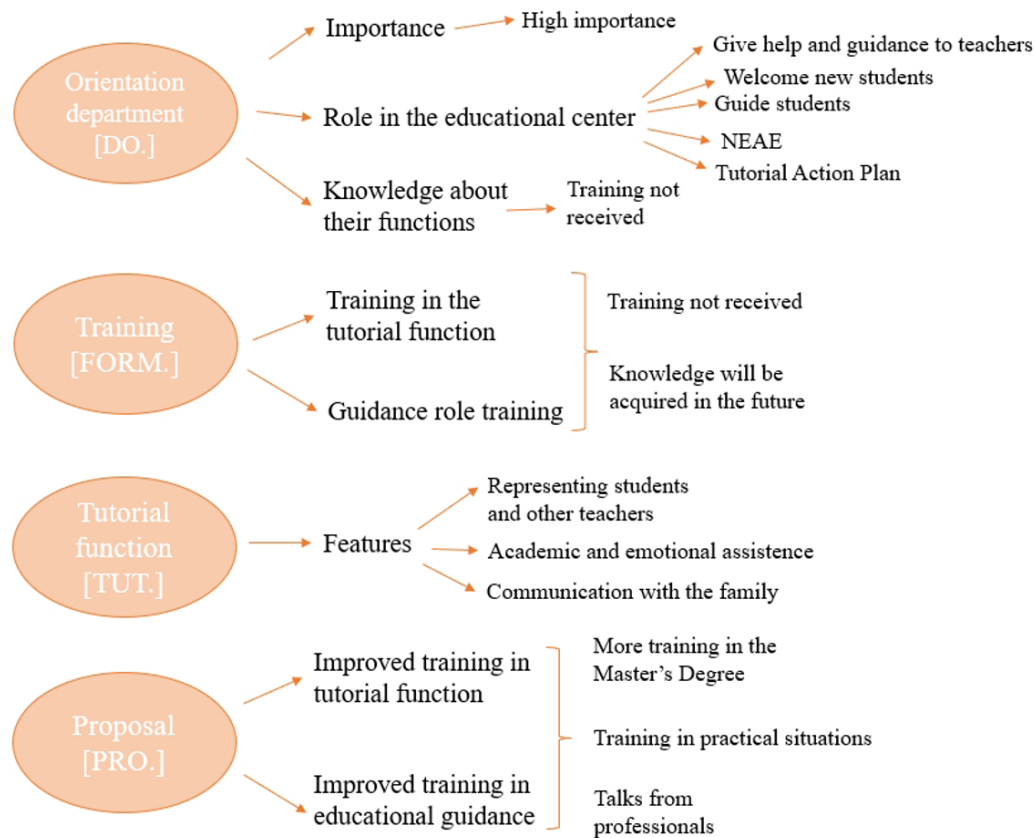 Orientation
department
[DO.]
Importance
High importance
Role in the educational center
Give help and guidance to teachers
Welcome new students
Guide students
NEAE
Tutorial Action Plan
Knowledge about
their functions
Training not
received
Training
[FORM.]
Training in the
tutorial function
Guidance role training
Training not received
Knowledge will be
acquired in the future
Tutorial
function
[TUT.]
Features
Representing students
and other teachers
Academic and emotional assistence
Communication with the family
Proposal
[PRO.]
Improved training in
tutorial function
Improved training in
educational guidance
More training in the
Master’s Degree
Training in practical situations
Talks from
professionals